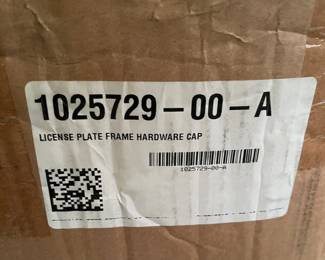 1025729-00-A
LICENSE PLATE FRAME HARDWARE CAP
1025729-00-A